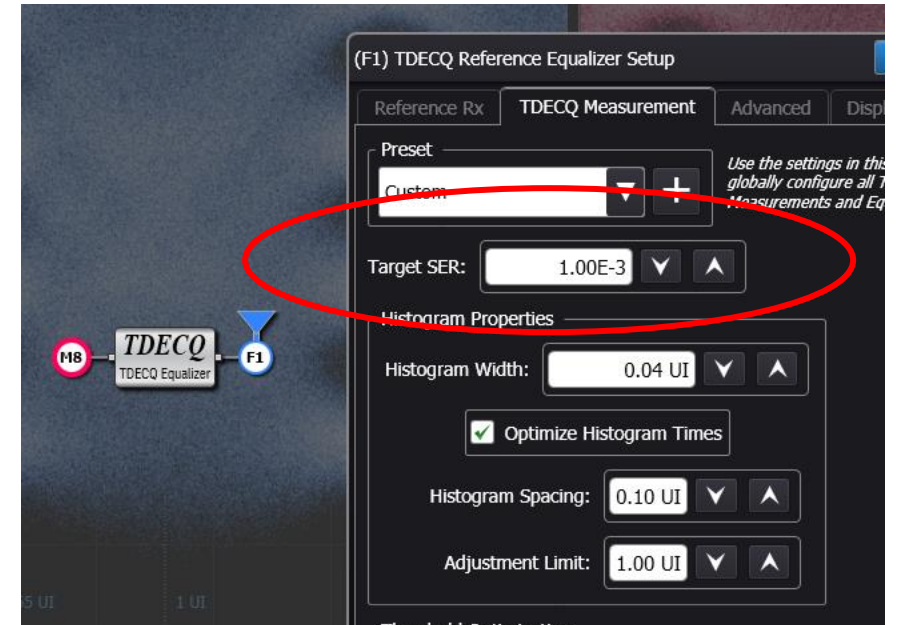 (F1) TDECQ Reference Equalizer Setup
Reference Rx TDECQ Measurement Advanced
Preset
Custom
Use the settings in this
globally configure all
Measurements and
Target SER: 1.00E-3
Histogram Properties
Histogram Width: 0.04 UI
Optimize Histogram Times
Histogram Spacing: 0.10 UI
Adjustment Limit: 1.00 UI
M8 TDECQ F1
TDECQ Equalizer
1 UI